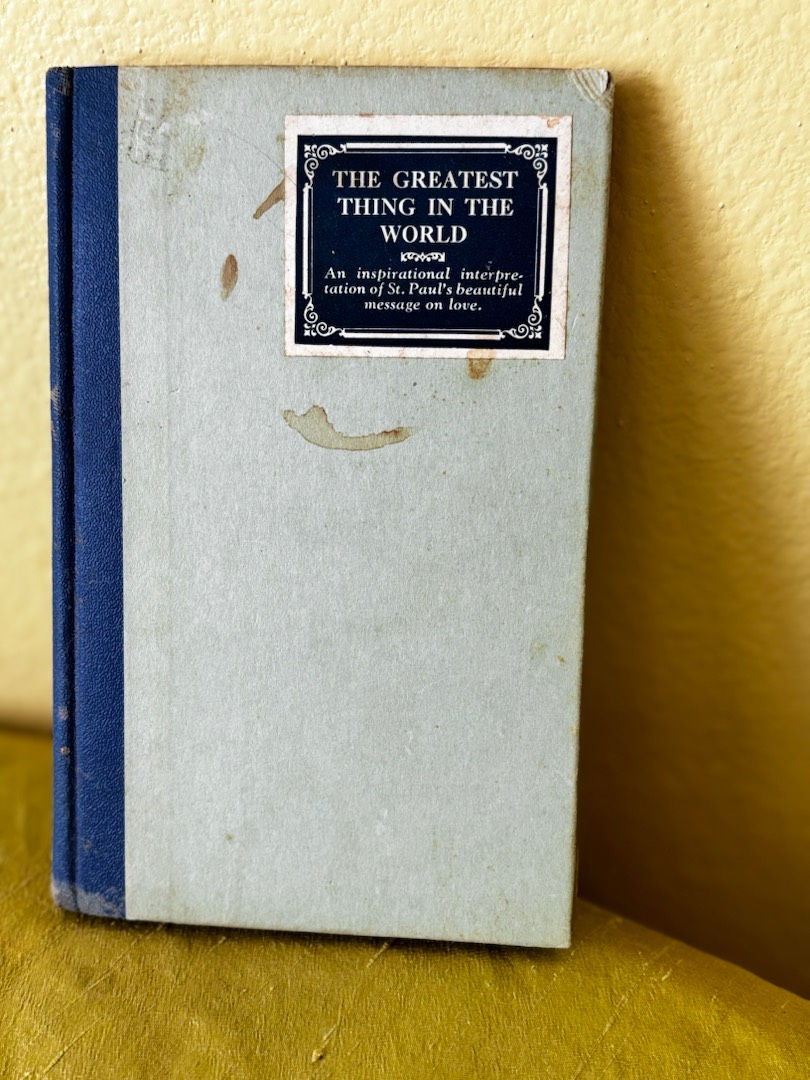 THE GREATEST
THING IN THE
WORLD
An inspirational interpre-
tation of St. Paul's beautiful
message on love.